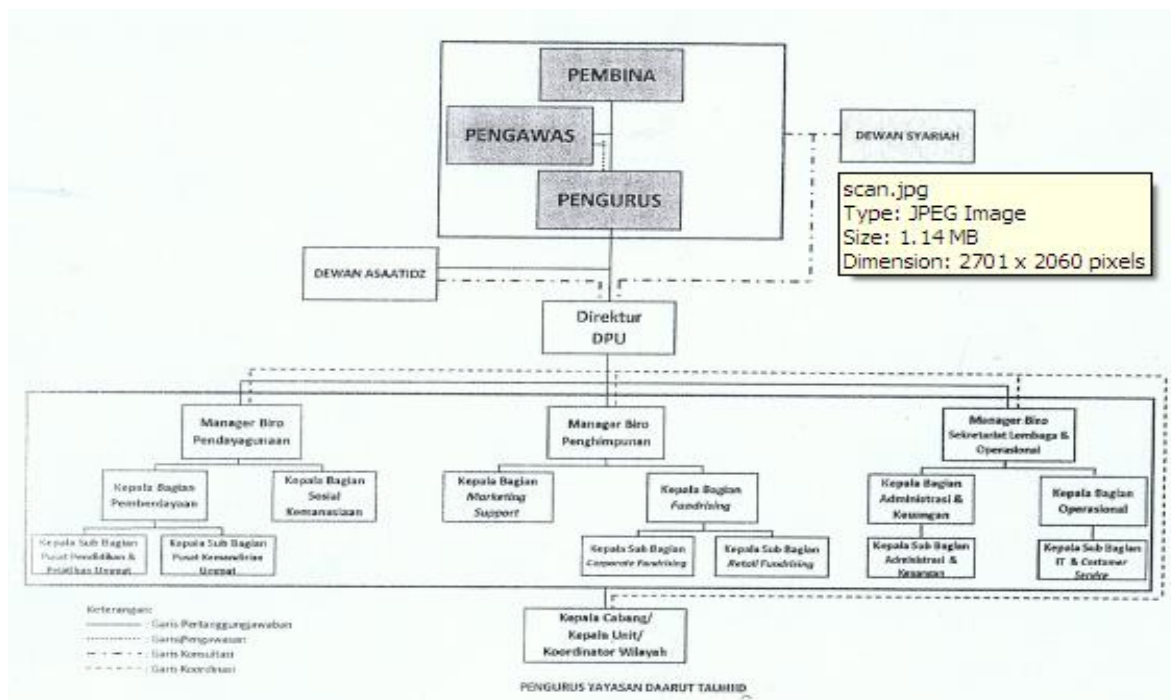 PEMBINA
PENGAWAS
DEWAN SYARIAH
PENGURUS
scan.jpg
Type: JPEG Image
Size: 1.14 MB
Dimension: 2701 x 2060 pixels
DEWAN ASAATIDZ
Direktur
DPU
Manager Biro
Pendayagunaan
Manager Biro
Penghimpunan
Manager Biro
Sekretariat Lembaga &
Operasional
Kepala Bagian
Pemberdayaan
Kepala Bagian
Sosial
Kemanusiaan
Kepala Bagian
Marketing
Support
Kepala Bagian
Fundrising
Kepala Bagian
Administrasi &
Keuangan
Kepala Bagian
Operasional
Kepala Sub Bagian
Pusat Pendidikan &
Pelatihan Ummat
Kepala Sub Bagian
Pusat Kemandirian
Ummat
Kepala Sub Bagian
Corporate Fundrising
Kepala Sub Bagian
Retail Fundrising
Kepala Sub Bagian
Administrasi &
Keuangan
Kepala Sub Bagian
IT & Costumer
Service
Kepala Cabang/
Kepala Unit/
Koordinator Wilayah
Keterangan:
: Garis Pertanggungjawaban
: Garis Pengawasan
: Garis Konsultasi
: Garis Koordinasi
PENGURUS YAYASAN DAARUT TAUHIID